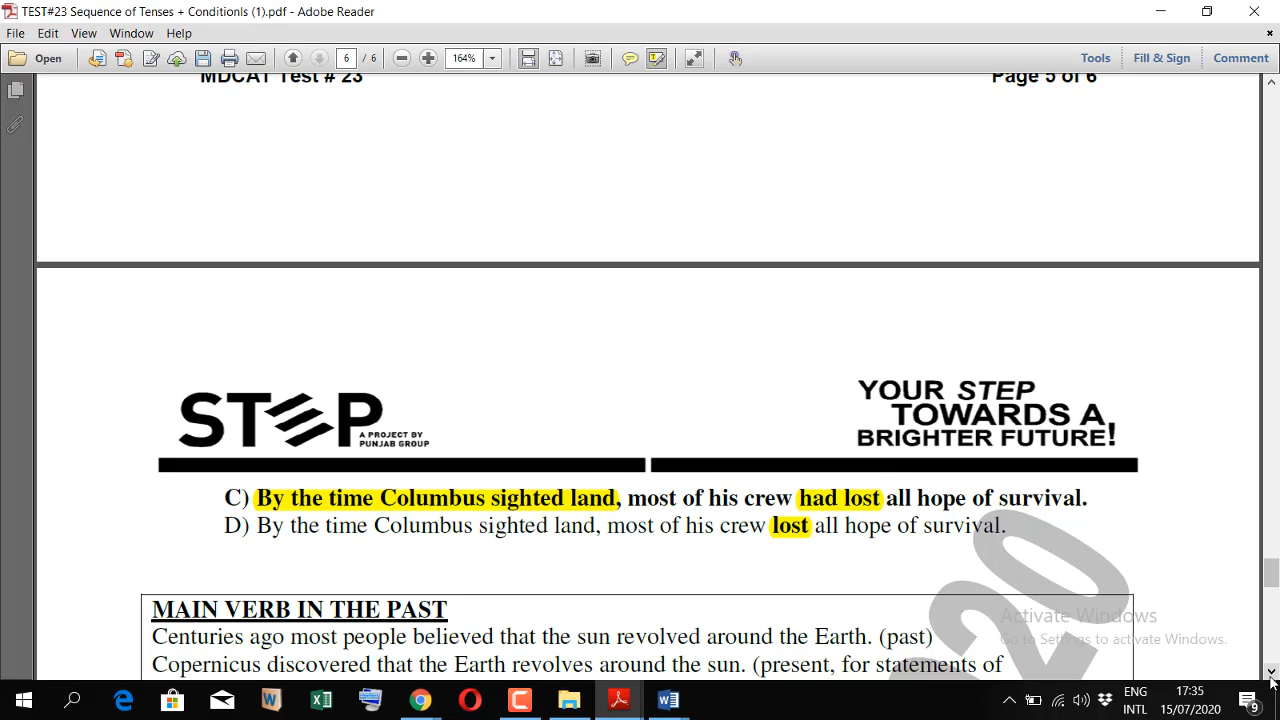 TEST#23 Sequence of Tenses + ConditionIs (1).pdf - Adobe Reader
File Edit View Window Help
Open 6 / 6 164% Tools Fill & Sign Comment
MDCAT Test # 23 Page 5 of 6
STEP A PROJECT BY PUNJAB GROUP
YOUR STEP
TOWARDS A
BRIGHTER FUTURE!
C) By the time Columbus sighted land, most of his crew had lost all hope of survival.
D) By the time Columbus sighted land, most of his crew lost all hope of survival.
MAIN VERB IN THE PAST
Centuries ago most people believed that the sun revolved around the Earth. (past)
Copernicus discovered that the Earth revolves around the sun. (present, for statements of
20
Activate Windows
Go to Settings to activate Windows.
ENG 17:35
INTL 15/07/2020 9